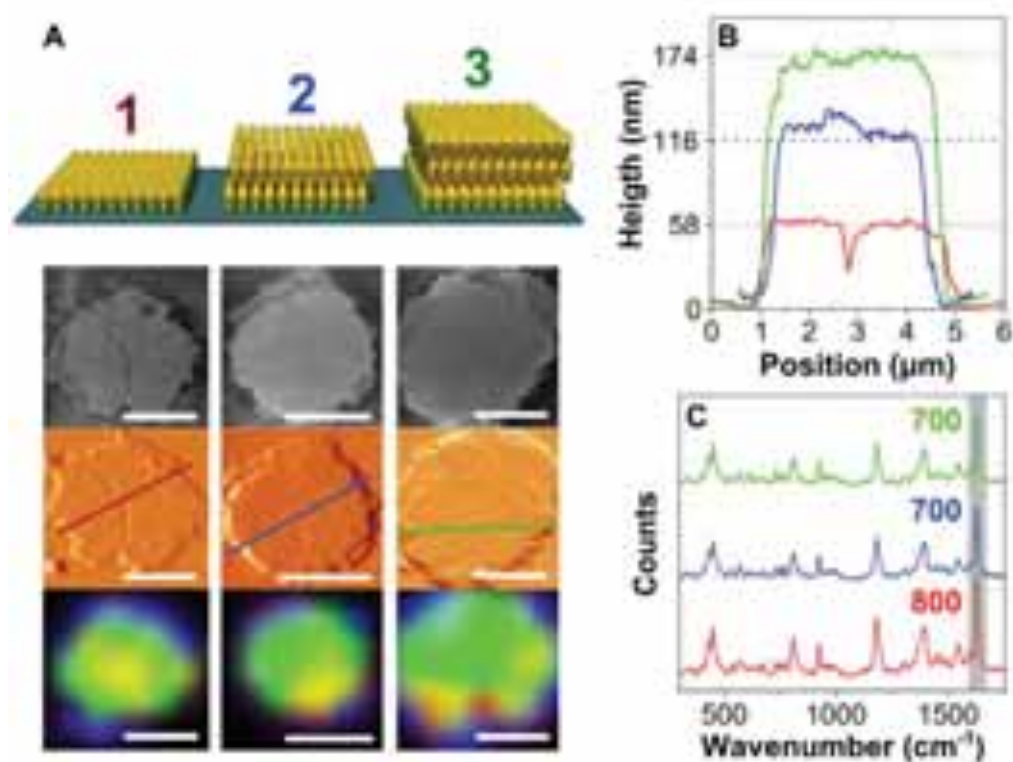 A
1
2
3
B
174
116
58
0
Heigth (nm)
0 1 2 3 4 5 6
Position (μm)
C
700
700
800
Counts
500 1000 1500
Wavenumber (cm⁻¹)